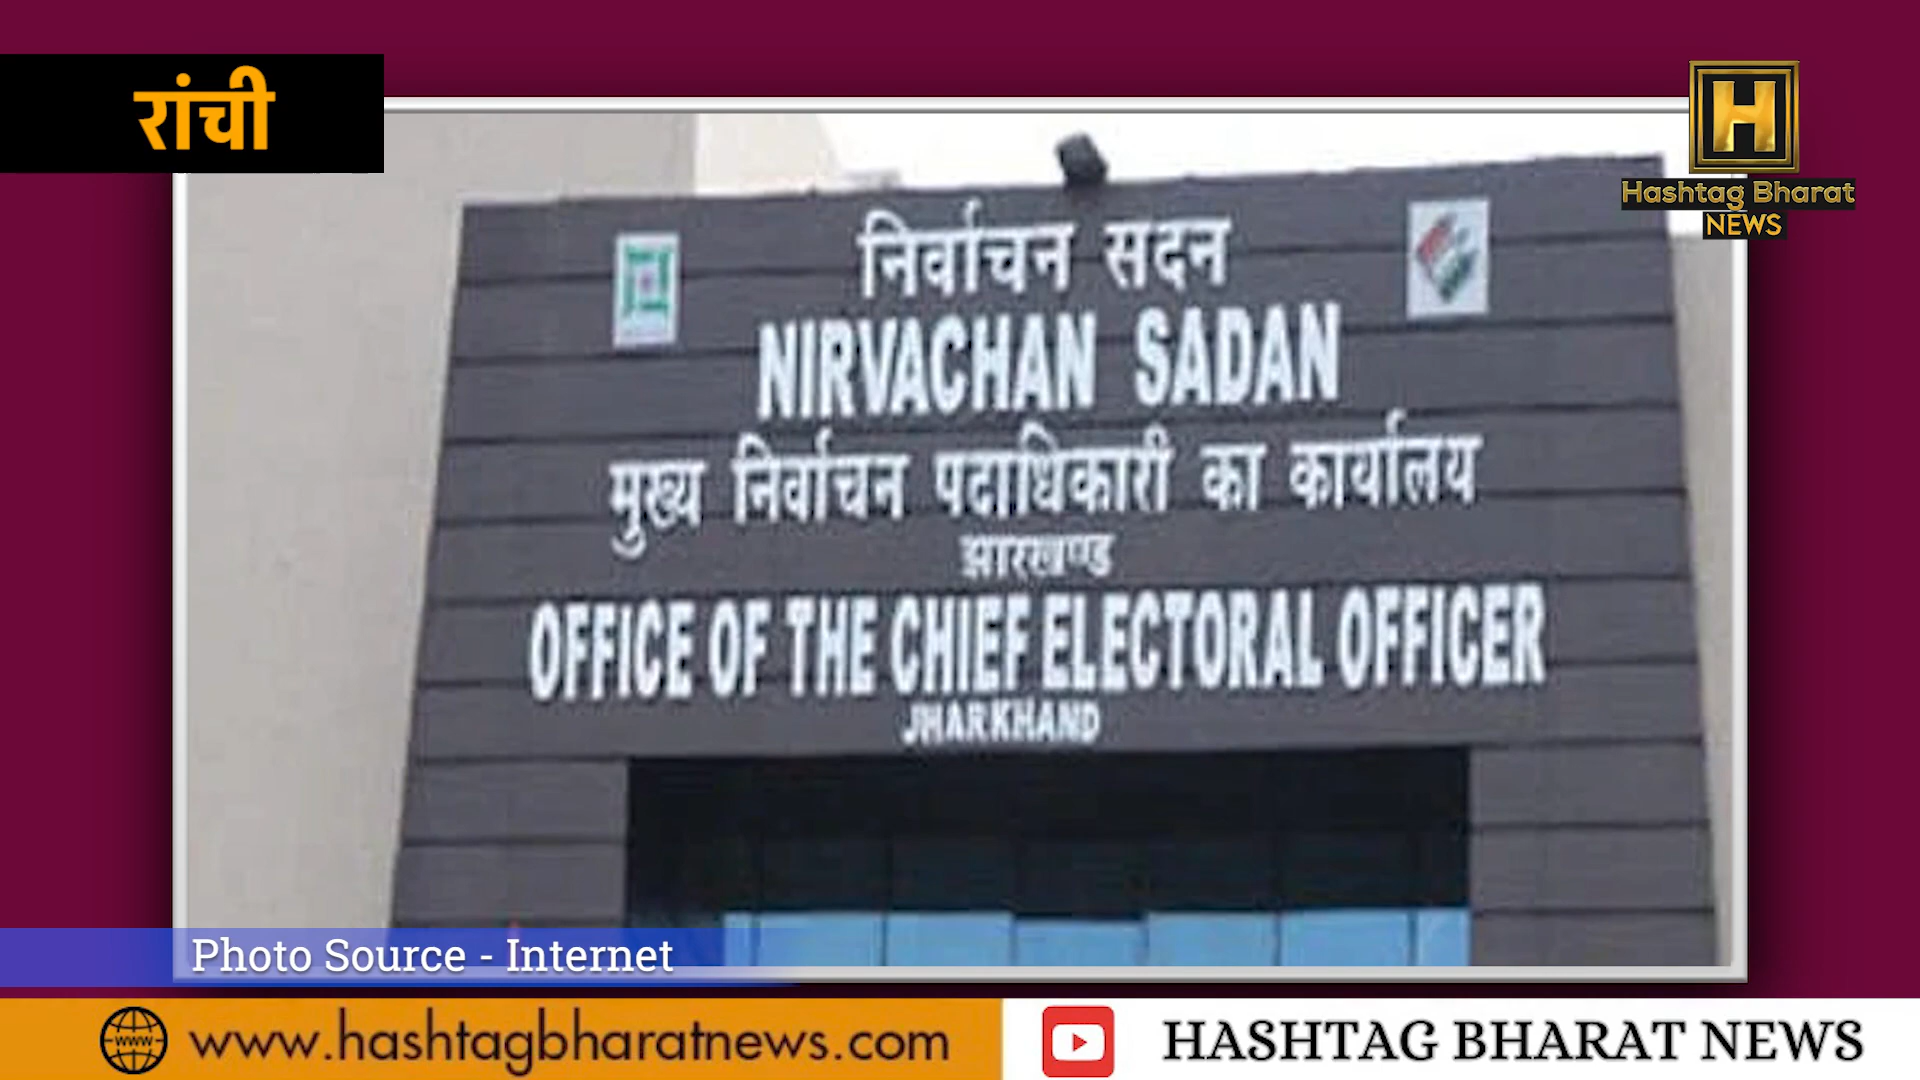 रांची
H
Hashtag Bharat
NEWS
निर्वाचन सदन
NIRVACHAN SADAN
मुख्य निर्वाचन पदाधिकारी का कार्यालय
झारखण्ड
OFFICE OF THE CHIEF ELECTORAL OFFICER
JHARKHAND
Photo Source - Internet
www
www.hashtagbharatnews.com
HASHTAG BHARAT NEWS